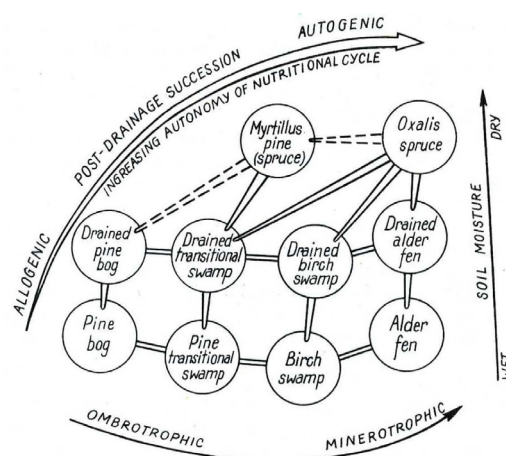 AUTOGENIC
POST-DRAINAGE SUCCESSION
INCREASING AUTONOMY OF NUTRITIONAL CYCLE
ALLOGENIC
Myrtillus
pine
(spruce)
Oxalis
spruce
Drained
pine
bog
Drained
transitional
swamp
Drained
birch
swamp
Drained
alder
fen
Pine
bog
Pine
transitional
swamp
Birch
swamp
Alder
fen
DRY
SOIL MOISTURE
WET
OMBROTROPHIC
MINEROTROPHIC